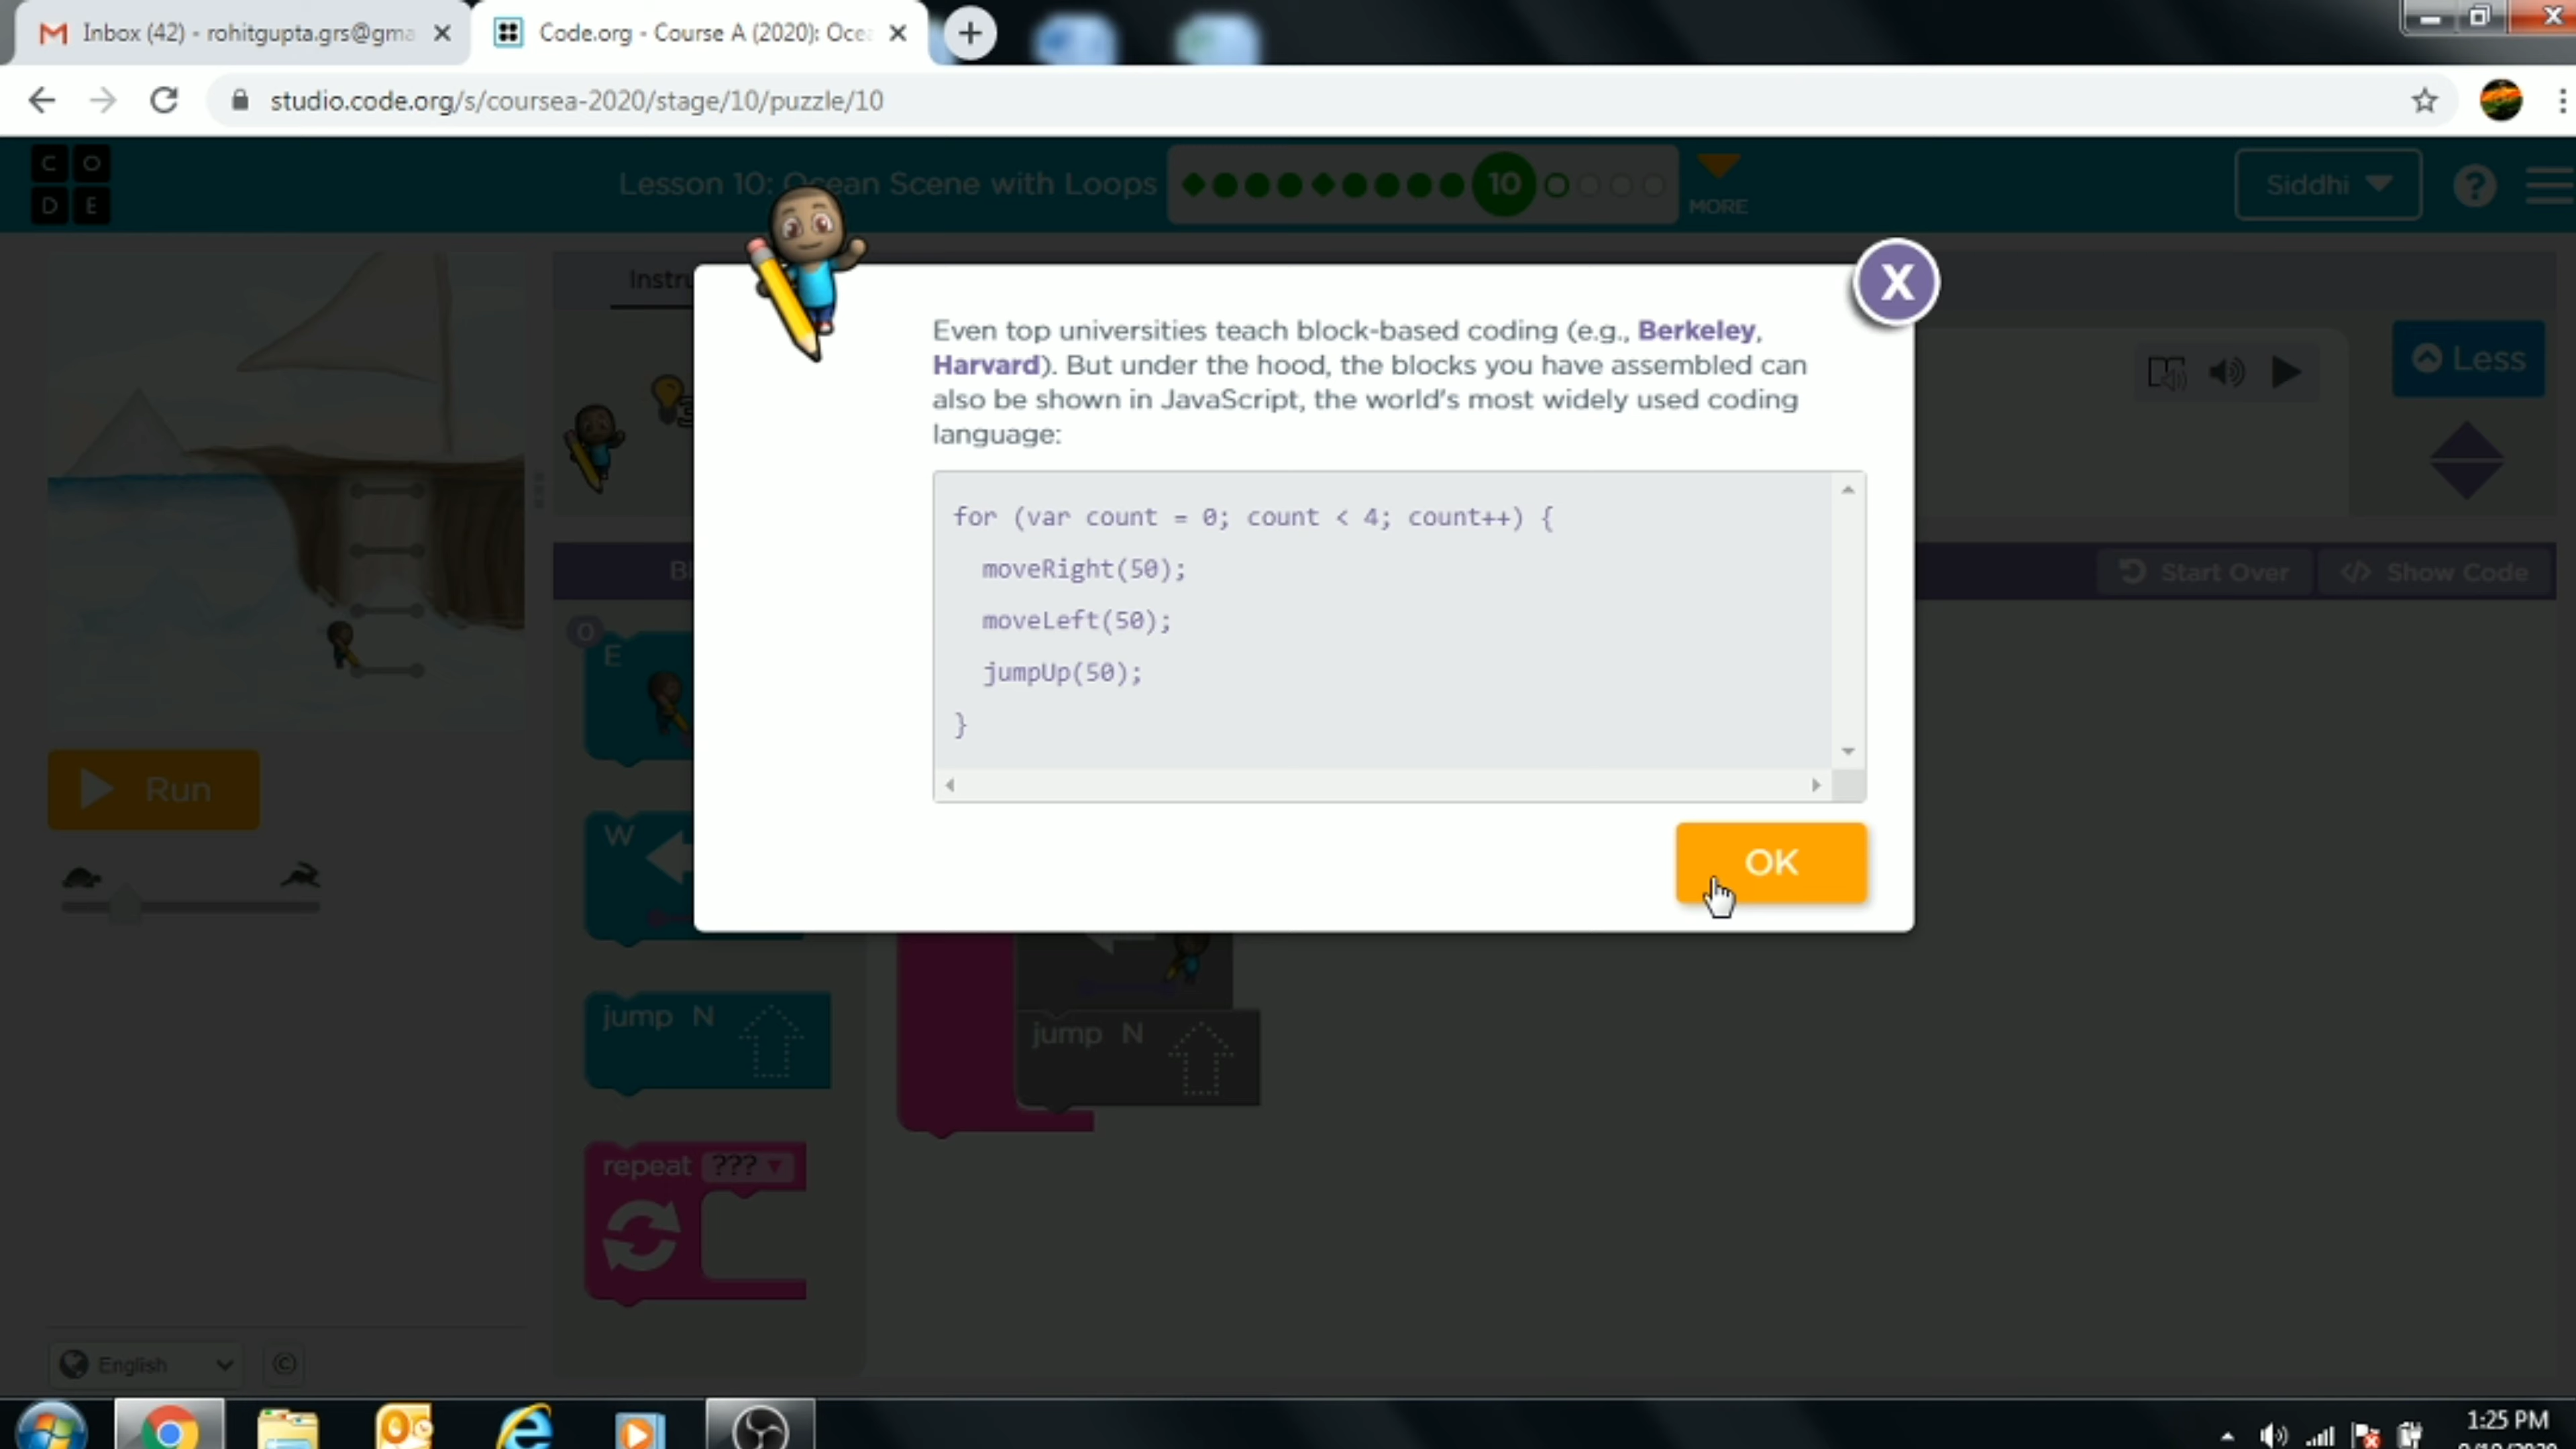 Inbox (42) - rohitgupta.grs@gma
Code.org - Course A (2020): Oce
studio.code.org/s/coursea-2020/stage/10/puzzle/10
C O
D E
Lesson 10: Ocean Scene with Loops
10
MORE
Siddhi
?
Instru
X
Even top universities teach block-based coding (e.g., Berkeley,
Harvard). But under the hood, the blocks you have assembled can
also be shown in JavaScript, the world's most widely used coding
language:
Less
for (var count = 0; count < 4; count++) {
moveRight(50);
moveLeft(50);
jumpUp(50);
}
Bl
Start Over
Show Code
E
Run
W
OK
jump N
jump N
repeat ???
English
©
1:25 PM